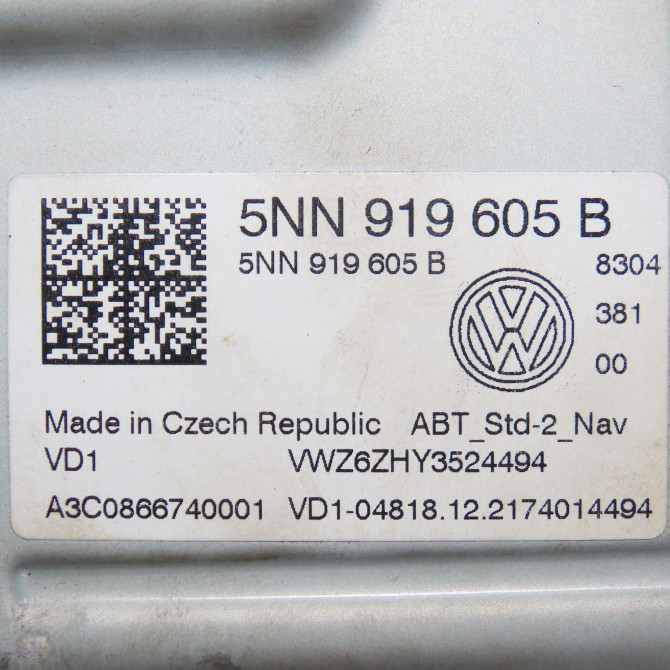 5NN 919 605 B
5NN 919 605 B 8304
381
00
Made in Czech Republic ABT_Std-2_Nav
VD1 VWZ6ZHY3524494
A3C0866740001 VD1-04818.12.2174014494